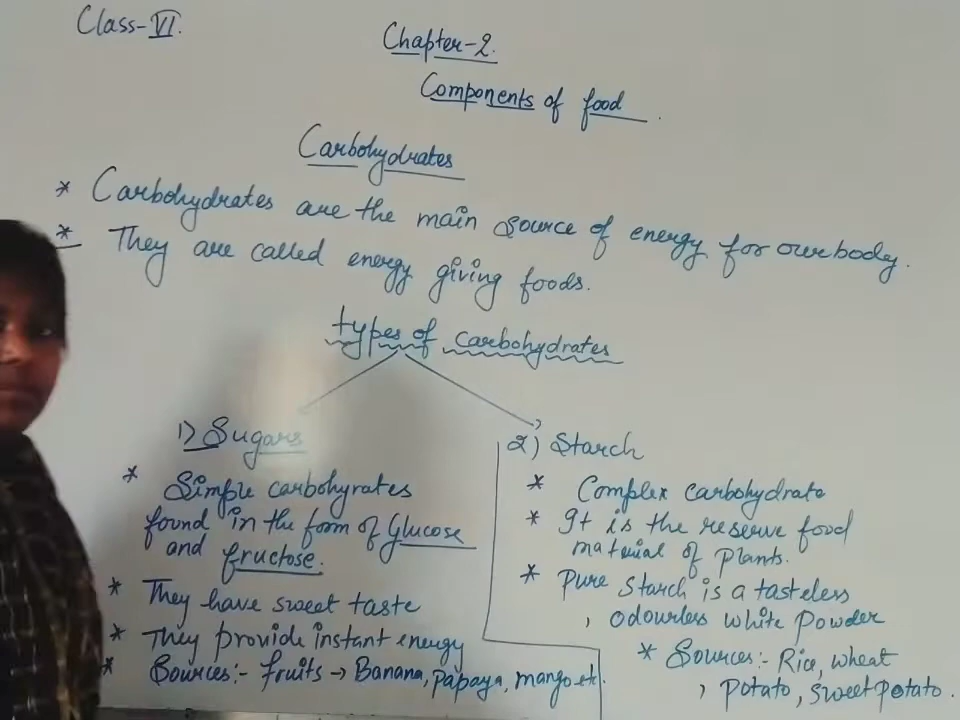 Class-VI.
Chapter-2.
Components of food.
Carbohydrates
* Carbohydrates are the main source of energy for our body.
* They are called energy giving foods.
types of carbohydrates
1) Sugars
* Simple carbohyrates
found in the form of Glucose
and fructose.
* They have sweet taste
* They provide instant energy
* Sources:- fruits → Banana, papaya, mango etc.
2) Starch
* Complex carbohydrate
* It is the reserve food
material of plants.
* Pure starch is a tasteless
, odourless white powder
* Sources:- Rice, wheat
, potato, sweet potato.